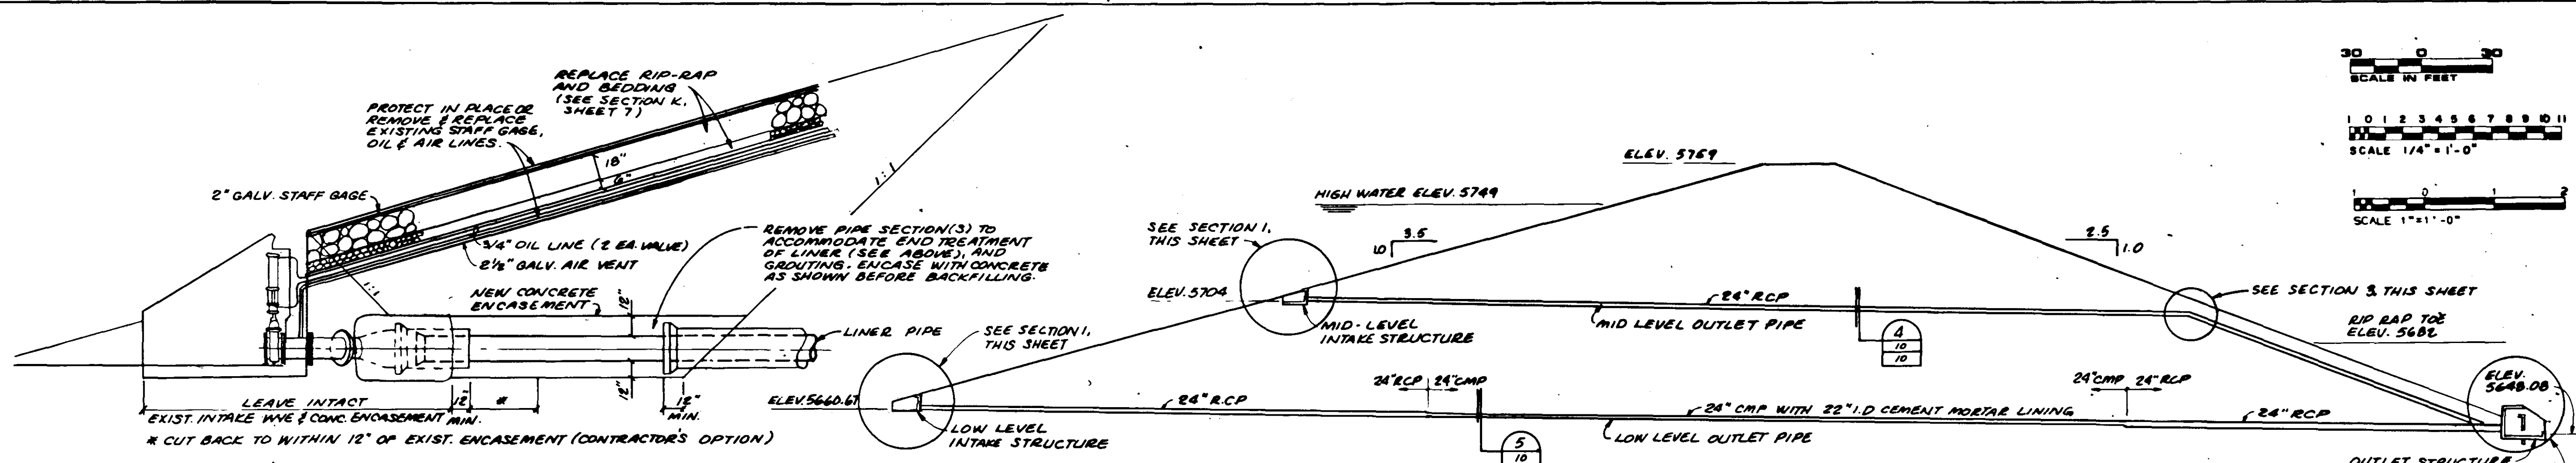 REPLACE RIP-RAP
AND BEDDING
(SEE SECTION K,
SHEET 7)
PROTECT IN PLACE OR
REMOVE & REPLACE
EXISTING STAFF GAGE,
OIL & AIR LINES.
18"
6"
1:1
2" GALV. STAFF GAGE
3/4" OIL LINE (2 EA. VALVE)
2 1/2" GALV. AIR VENT
1:1
REMOVE PIPE SECTION(S) TO
ACCOMMODATE END TREATMENT
OF LINER (SEE ABOVE), AND
GROUTING. ENCASE WITH CONCRETE
AS SHOWN BEFORE BACKFILLING.
NEW CONCRETE
ENCASEMENT
12"
LINER PIPE
12"
LEAVE INTACT
EXIST. INTAKE WYE & CONC. ENCASEMENT
12"
MIN.
*
12"
MIN.
* CUT BACK TO WITHIN 12" OF EXIST. ENCASEMENT (CONTRACTOR'S OPTION)
30 0 30
SCALE IN FEET
1 0 1 2 3 4 5 6 7 8 9 10 11
SCALE 1/4" = 1'-0"
1 0 1 2
SCALE 1"=1'-0"
ELEV. 5769
HIGH WATER ELEV. 5749
SEE SECTION 1,
THIS SHEET
3.5
1.0
2.5
1.0
ELEV. 5704
24" RCP
MID-LEVEL
INTAKE STRUCTURE
MID LEVEL OUTLET PIPE
4
10
10
SEE SECTION 3 THIS SHEET
RIP RAP TOE
ELEV. 5682
SEE SECTION 1,
THIS SHEET
24" RCP
24" CMP
24" CMP
24" RCP
ELEV.
5648.08
ELEV. 5660.67
24" RCP
24" CMP WITH 22" I.D CEMENT MORTAR LINING
24" RCP
LOW LEVEL
INTAKE STRUCTURE
LOW LEVEL OUTLET PIPE
5
10
1
OUTLET STRUCTURE